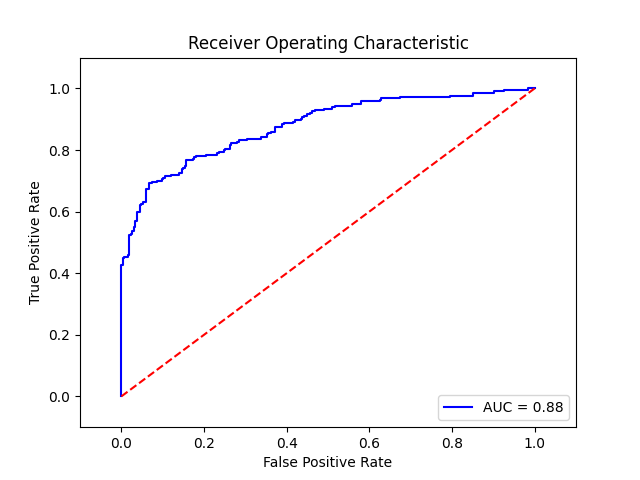 Receiver Operating Characteristic
1.0
0.8
0.6
0.4
0.2
0.0
True Positive Rate
AUC = 0.88
0.0 0.2 0.4 0.6 0.8 1.0
False Positive Rate